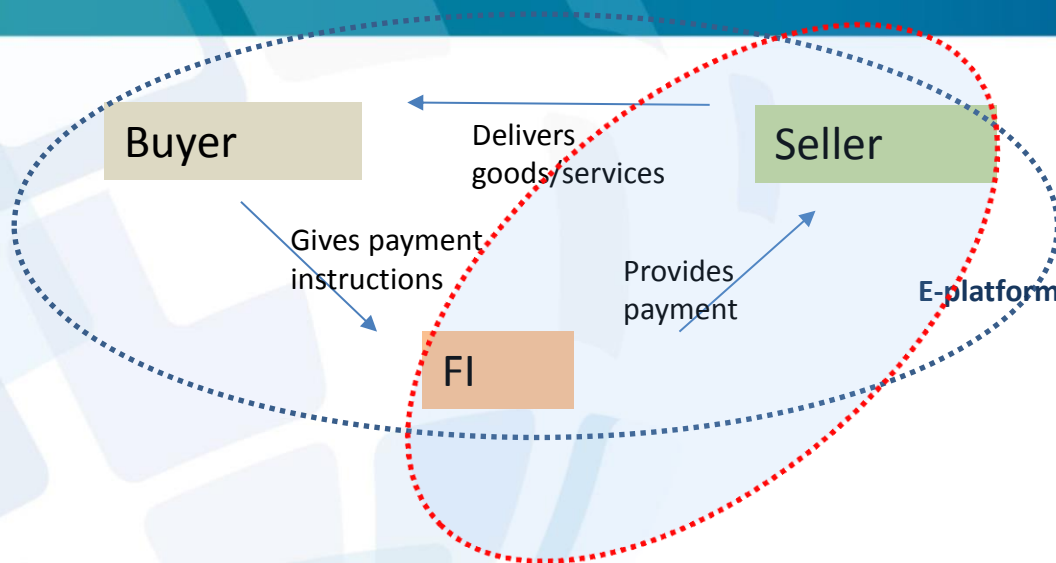 Buyer
Delivers
goods/services
Seller
Gives payment
instructions
Provides
payment
E-platform
FI